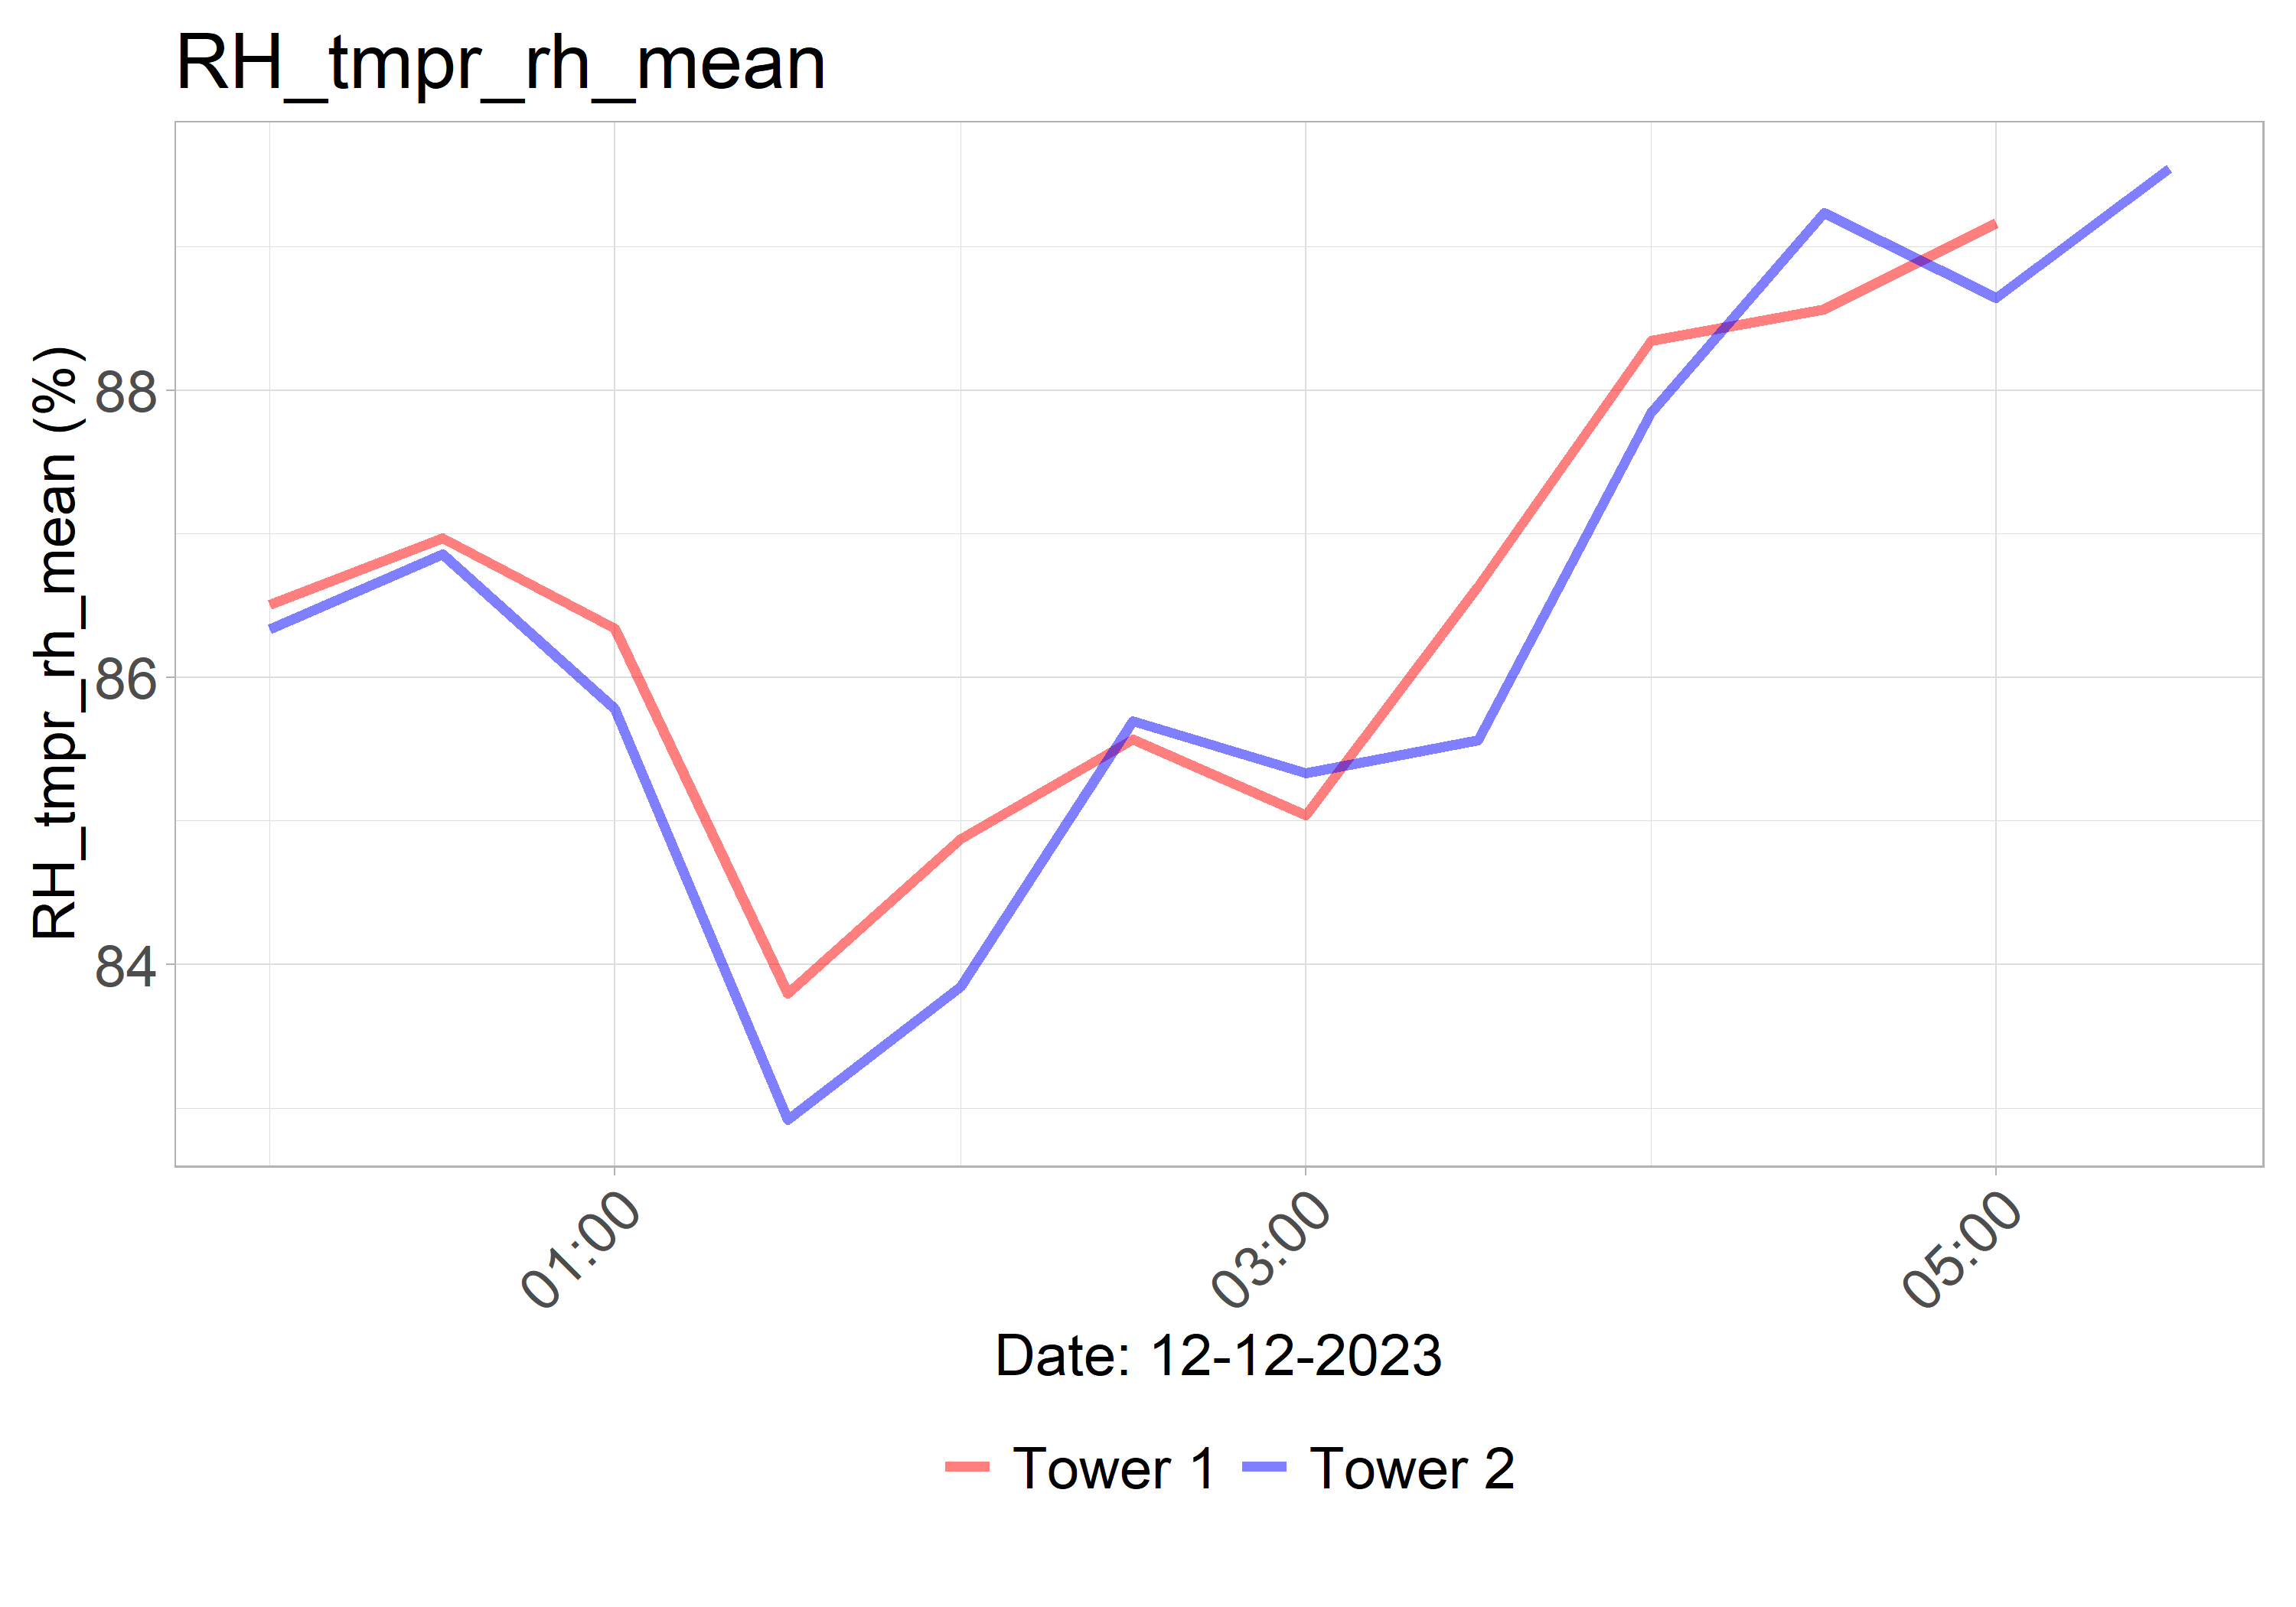 RH_tmpr_rh_mean
RH_tmpr_rh_mean (%)
88
86
84
01:00
03:00
05:00
Date: 12-12-2023
Tower 1
Tower 2